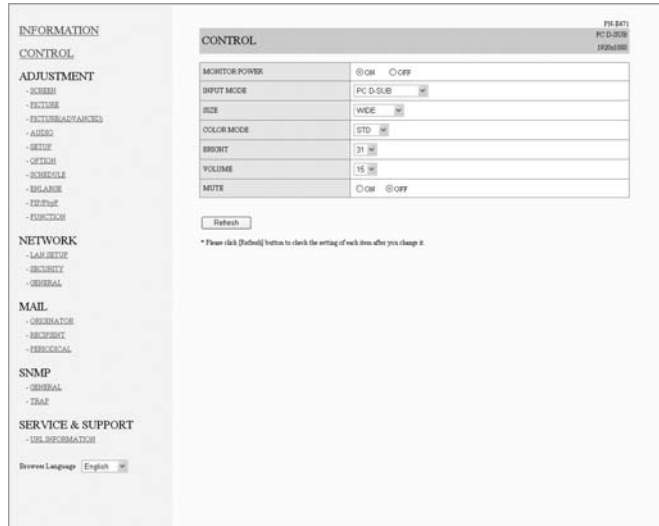 INFORMATION
CONTROL
ADJUSTMENT
- SCREEN
- PICTURE
- PICTURE(ADVANCED)
- AUDIO
- SETUP
- OPTION
- SCHEDULE
- ENLARGE
- PIP/PbyP
- FUNCTION
NETWORK
- LAN SETUP
- SECURITY
- GENERAL
MAIL
- ORIGINATOR
- RECIPIENT
- PERIODICAL
SNMP
- GENERAL
- TRAP
SERVICE & SUPPORT
- URL INFORMATION
Browser Language English
PN-E471
CONTROL
PC D-SUB
1920x1080
MONITOR POWER ON OFF
INPUT MODE PC D-SUB
SIZE WIDE
COLOR MODE STD
BRIGHT 31
VOLUME 15
MUTE ON OFF
Refresh
* Please click [Refresh] button to check the setting of each item after you change it.